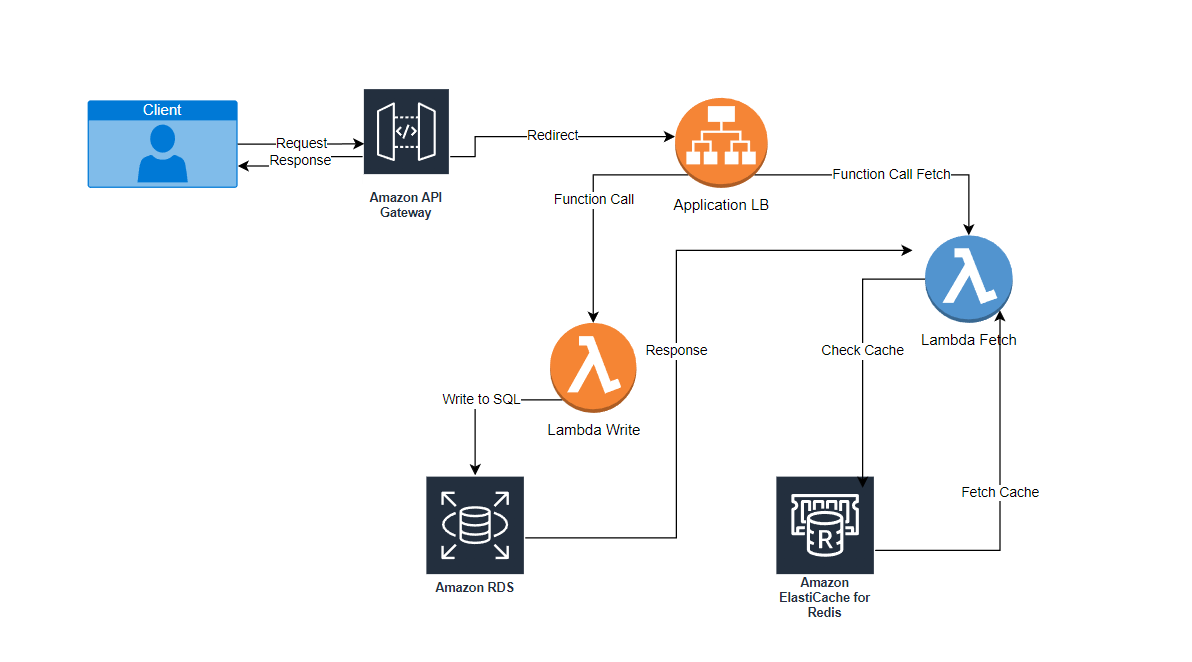 Client
Request
Response
Amazon API
Gateway
Redirect
Application LB
Function Call
Function Call Fetch
Lambda Fetch
Response
Check Cache
Write to SQL
Lambda Write
Fetch Cache
R
Amazon RDS
Amazon
ElastiCache for
Redis